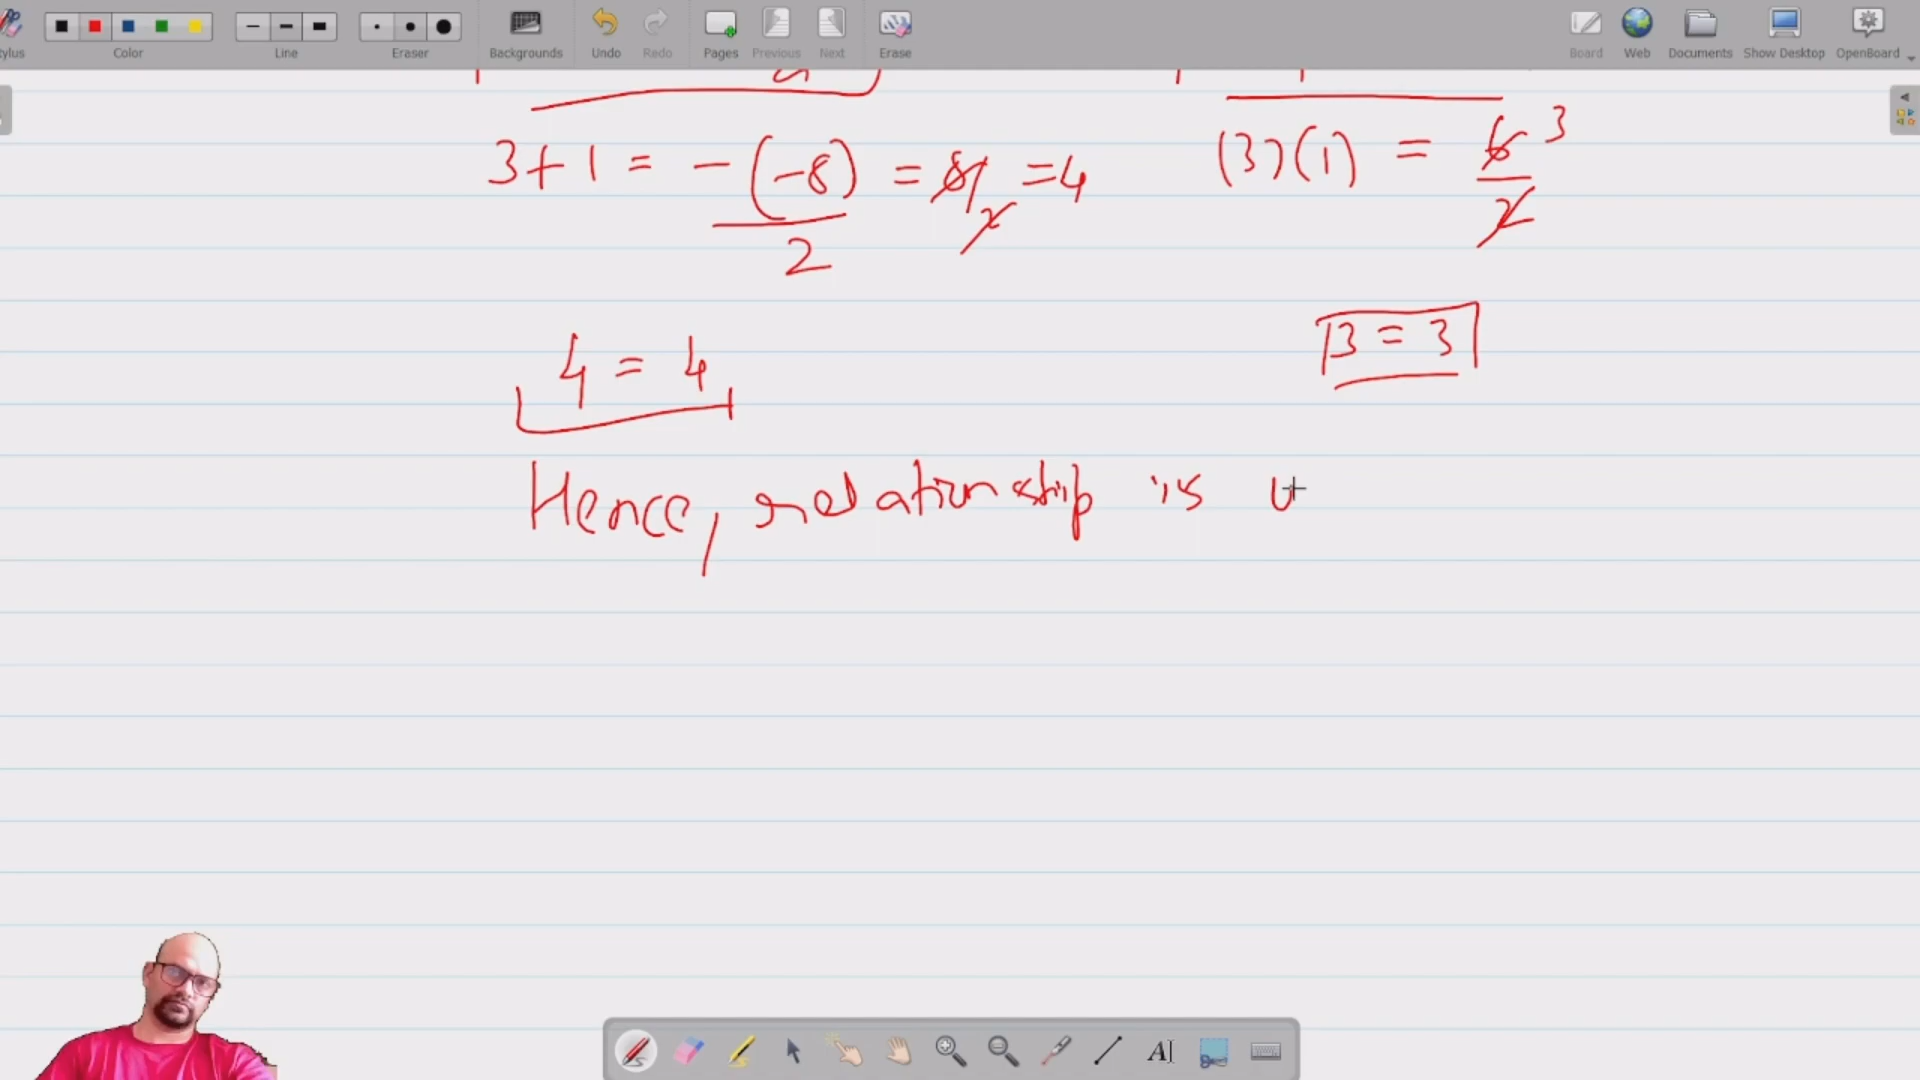 Stylus Color Line Eraser Backgrounds Undo Redo Pages Previous Next Erase Board Web Documents Show Desktop OpenBoard
3+1 = -(-8)/2 = 8/2 = 4
(3)(1) = 6/2 3
4 = 4
3 = 3
Hence, relationship is v